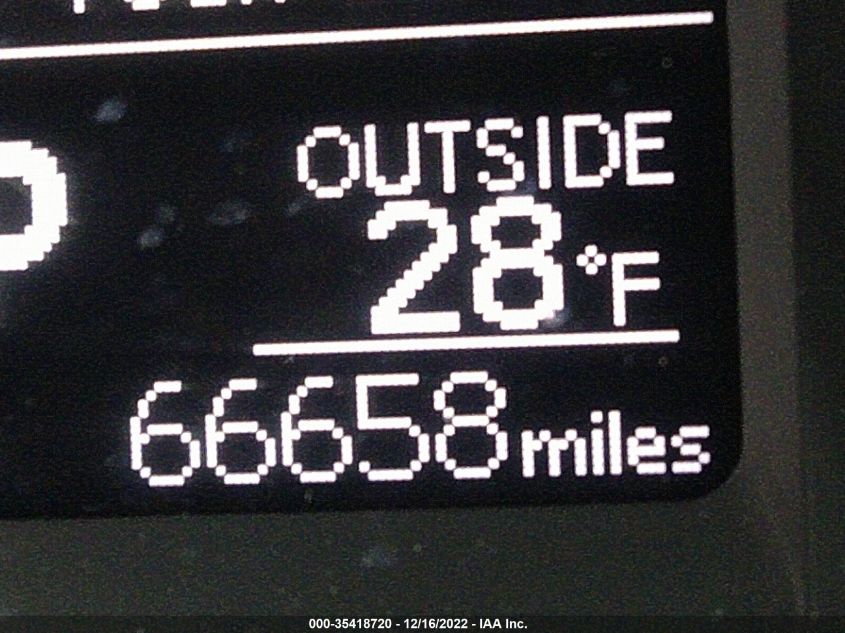 OUTSIDE
28°F
66658 miles
000-35418720 - 12/16/2022 - IAA Inc.